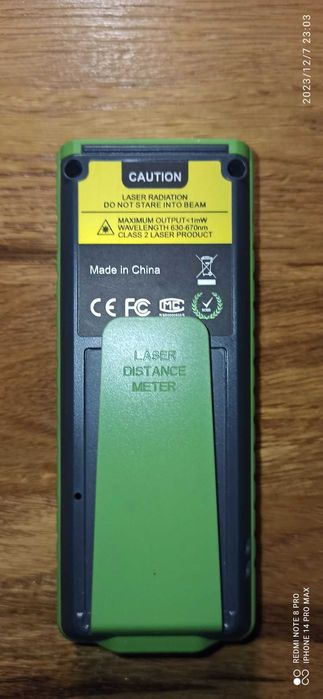 2023/12/7 23:03
CAUTION
LASER RADIATION
DO NOT STARE INTO BEAM
MAXIMUM OUTPUT<1mW
WAVELENGTH 630-670nm
CLASS 2 LASER PRODUCT
Made in China
CE FC MC
LASER
DISTANCE
METER
REDMI NOTE 8 PRO
IPHONE 14 PRO MAX